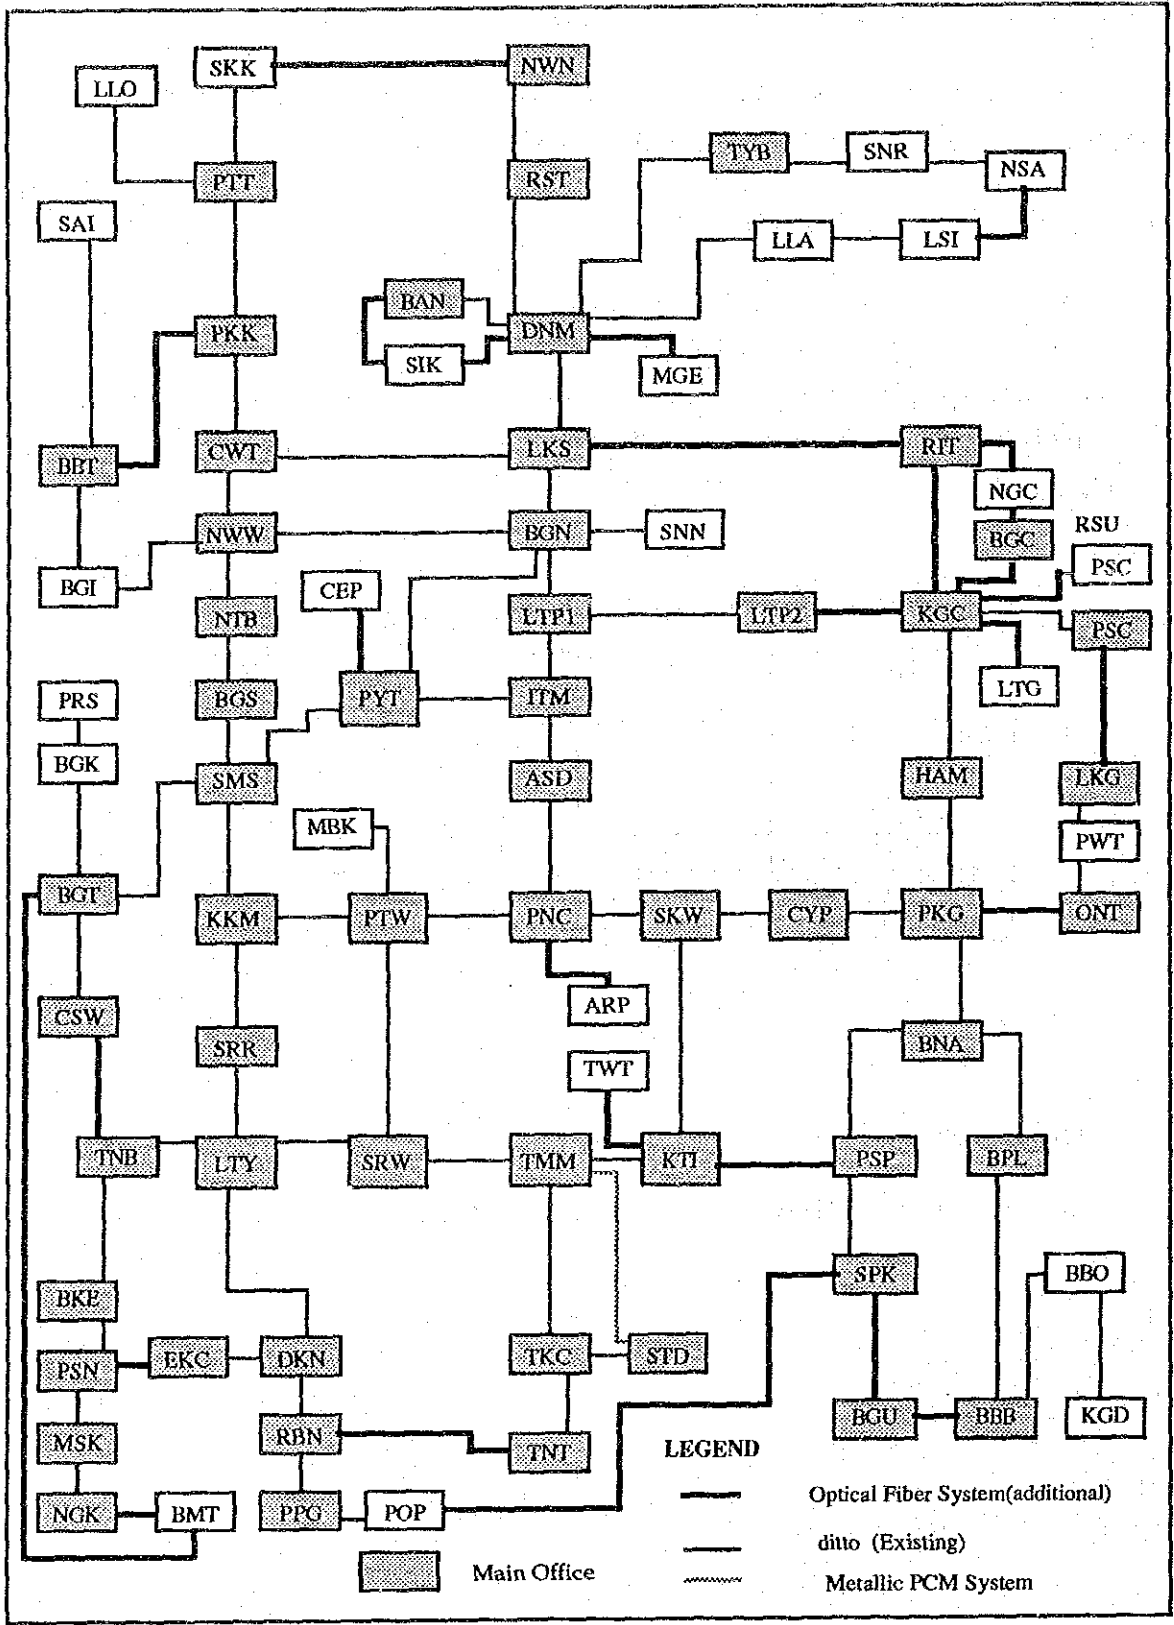 SKK NWN
LLO
TYB SNR
NSA
PTT RST
SAI
LLA LSI
BAN
PKK DNM
SIK MGE
BBT CWT LKS RIT
NGC
RSU
NWW BGN SNN BGC
PSC
BGI CEP
NTB LTP1 LTP2 KGC
PSC
PRS BGS PYT ITM LTG
BGK SMS ASD HAM LKG
MBK PWT
BGT
KKM PTW PNC SKW CYP PKG ONT
ARP
CSW
SRR BNA
TWT
TNB LTY SRW TMM KTI PSP BPL
SPK BBO
BKE
PSN EKC DKN TKC STD
BGU BBB KGD
MSK RBN TNT
LEGEND
Optical Fiber System(additional)
NGK BMT PPG POP
ditto (Existing)
Main Office
Metallic PCM System